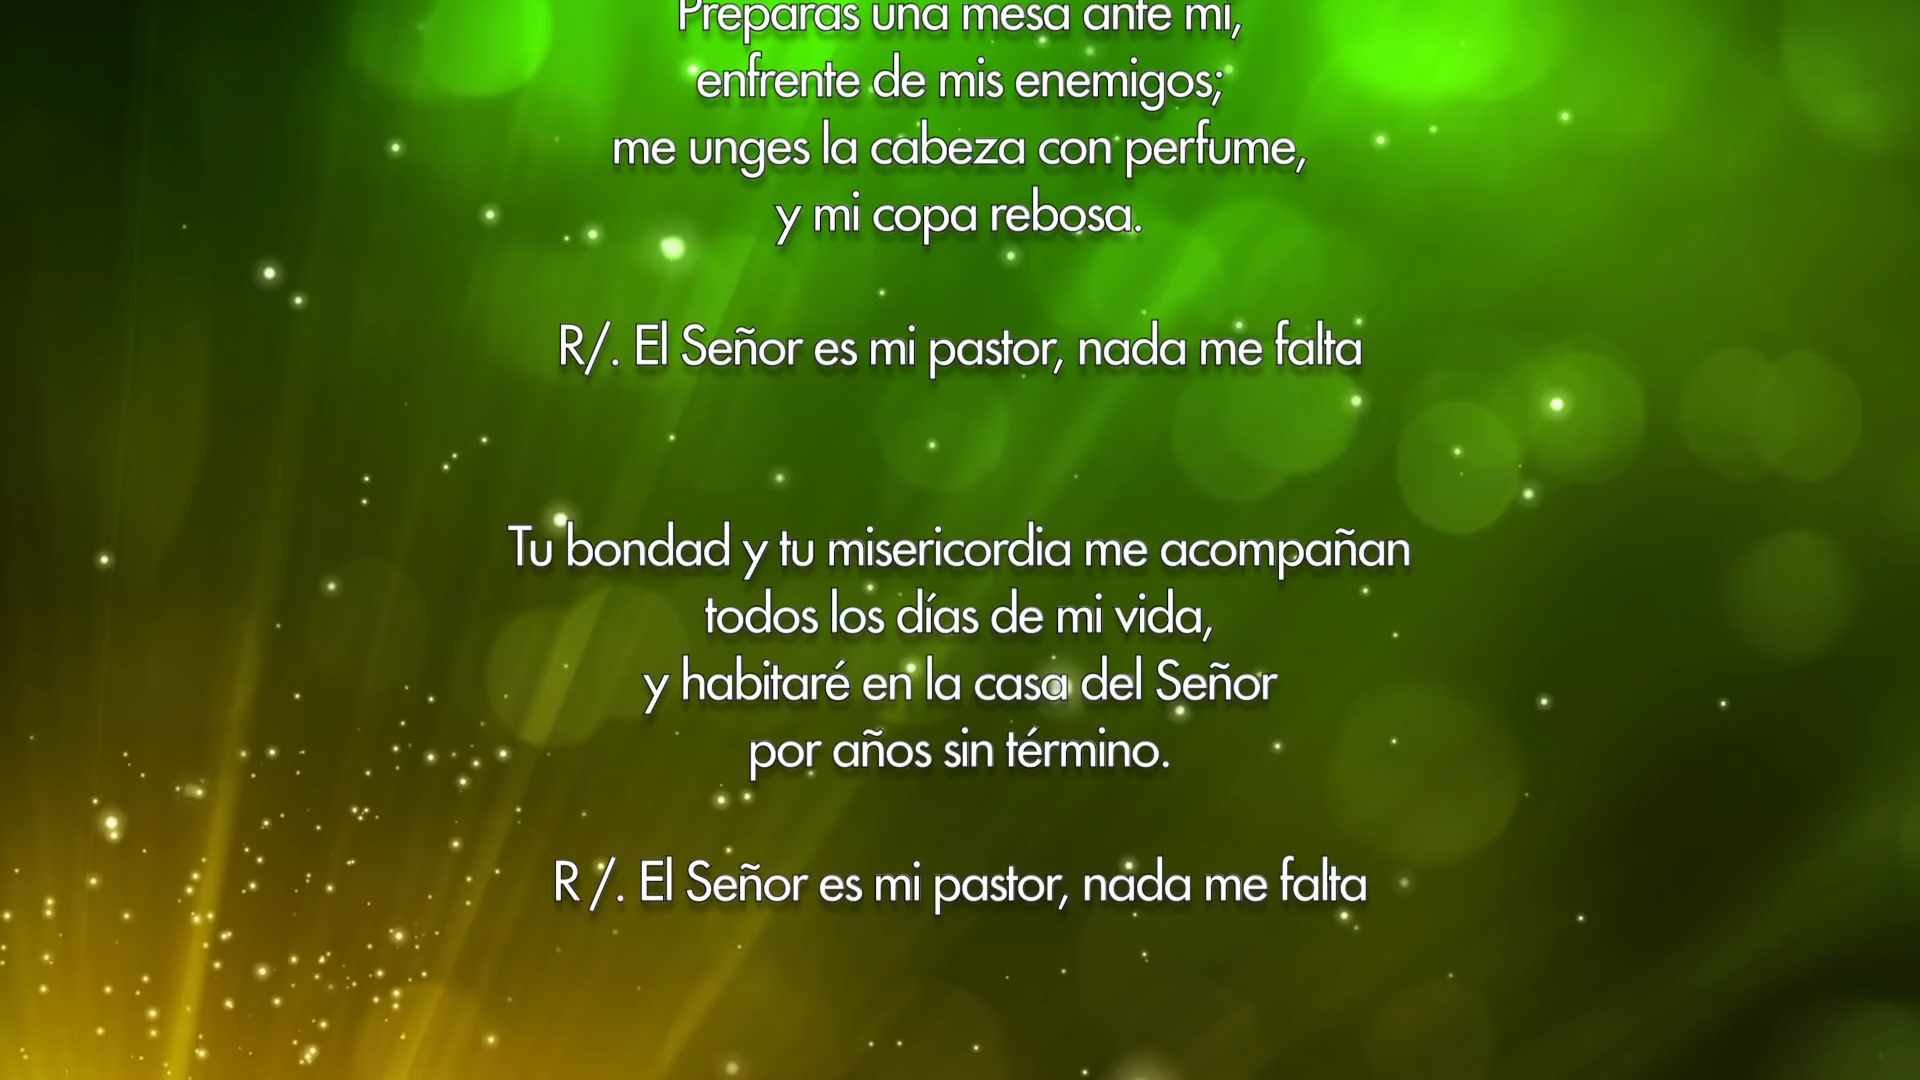 Preparas una mesa ante mí,
enfrente de mis enemigos;
me unges la cabeza con perfume,
y mi copa rebosa.
R/. El Señor es mi pastor, nada me falta
Tu bondad y tu misericordia me acompañan
todos los días de mi vida,
y habitaré en la casa del Señor
por años sin término.
R /. El Señor es mi pastor, nada me falta